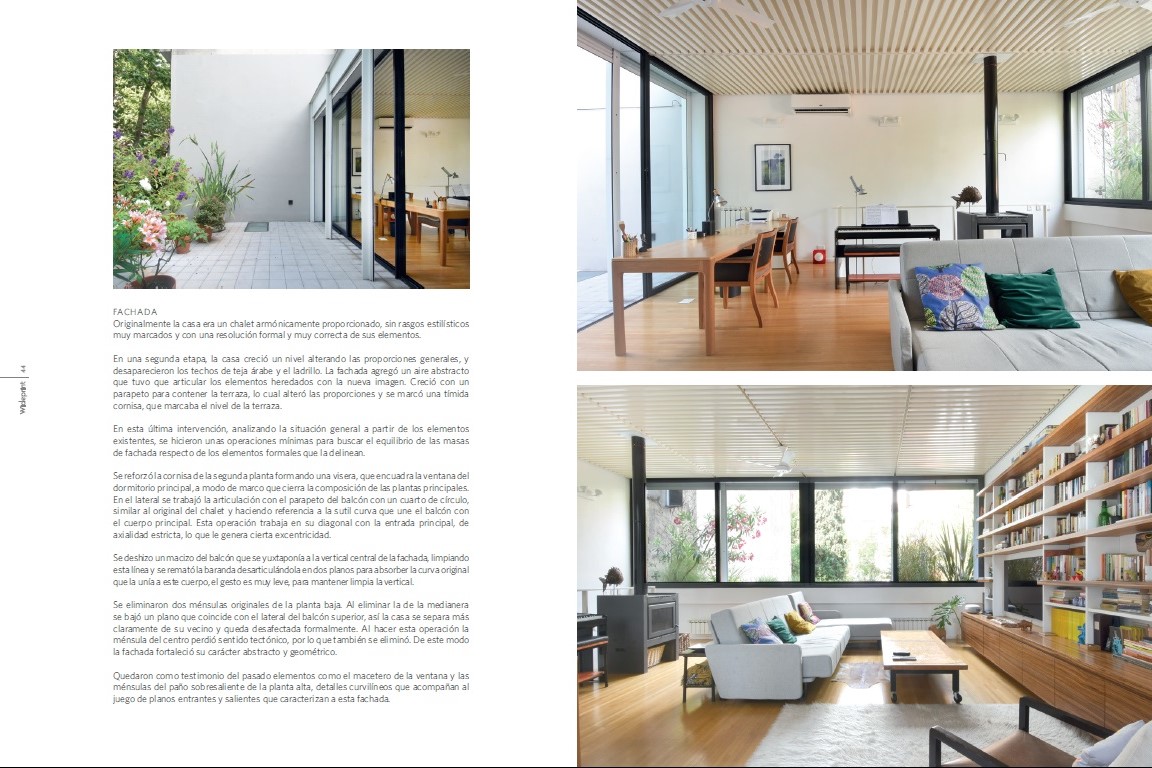 44
Wideprint
FACHADA
Originalmente la casa era un chalet armónicamente proporcionado, sin rasgos estilísticos
muy marcados y con una resolución formal y muy correcta de sus elementos.
En una segunda etapa, la casa creció un nivel alterando las proporciones generales, y
desaparecieron los techos de teja árabe y el ladrillo. La fachada agregó un aire abstracto
que tuvo que articular los elementos heredados con la nueva imagen. Creció con un
parapeto para contener la terraza, lo cual alteró las proporciones y se marcó una tímida
cornisa, que marcaba el nivel de la terraza.
En esta última intervención, analizando la situación general a partir de los elementos
existentes, se hicieron unas operaciones mínimas para buscar el equilibrio de las masas
de fachada respecto de los elementos formales que la delinean.
Se reforzó la cornisa de la segunda planta formando una visera, que encuadra la ventana del
dormitorio principal, a modo de marco que cierra la composición de las plantas principales.
En el lateral se trabajó la articulación con el parapeto del balcón con un cuarto de círculo,
similar al original del chalet y haciendo referencia a la sutil curva que une el balcón con
el cuerpo principal. Esta operación trabaja en su diagonal con la entrada principal, de
axialidad estricta, lo que le genera cierta excentricidad.
Se deshizo un macizo del balcón que se yuxtaponía a la vertical central de la fachada, limpiando
esta línea y se remató la baranda desarticulándola en dos planos para absorber la curva original
que la unía a este cuerpo, el gesto es muy leve, para mantener limpia la vertical.
Se eliminaron dos ménsulas originales de la planta baja. Al eliminar la de la medianera
se bajó un plano que coincide con el lateral del balcón superior, así la casa se separa más
claramente de su vecino y queda desafectada formalmente. Al hacer esta operación la
ménsula del centro perdió sentido tectónico, por lo que también se eliminó. De este modo
la fachada fortaleció su carácter abstracto y geométrico.
Quedaron como testimonio del pasado elementos como el macetero de la ventana y las
ménsulas del paño sobresaliente de la planta alta, detalles curvilíneos que acompañan al
juego de planos entrantes y salientes que caracterizan a esta fachada.